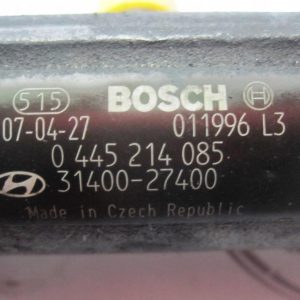 515 BOSCH
07-04-27 011996 L3
0 445 214 085
31400-27400
Made in Czech Republic